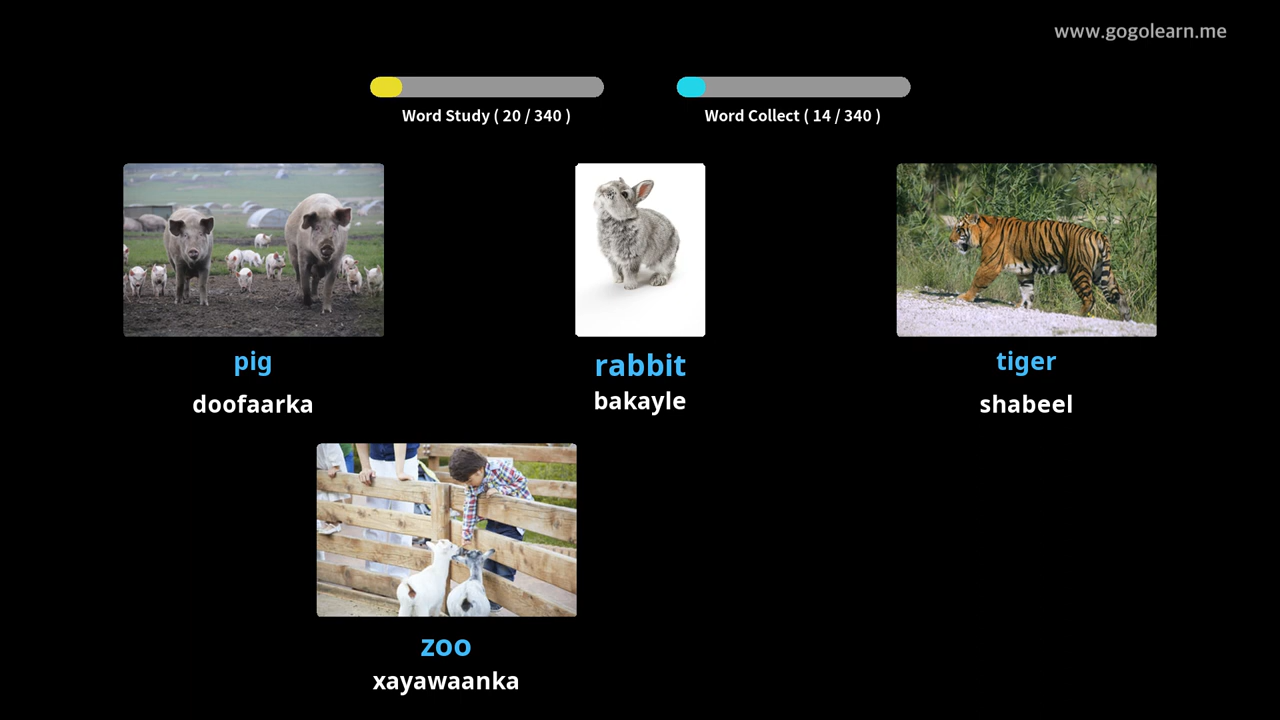 www.gogolearn.me
Word Study ( 20 / 340 )
Word Collect ( 14 / 340 )
pig
doofaarka
rabbit
bakayle
tiger
shabeel
zoo
xayawaanka